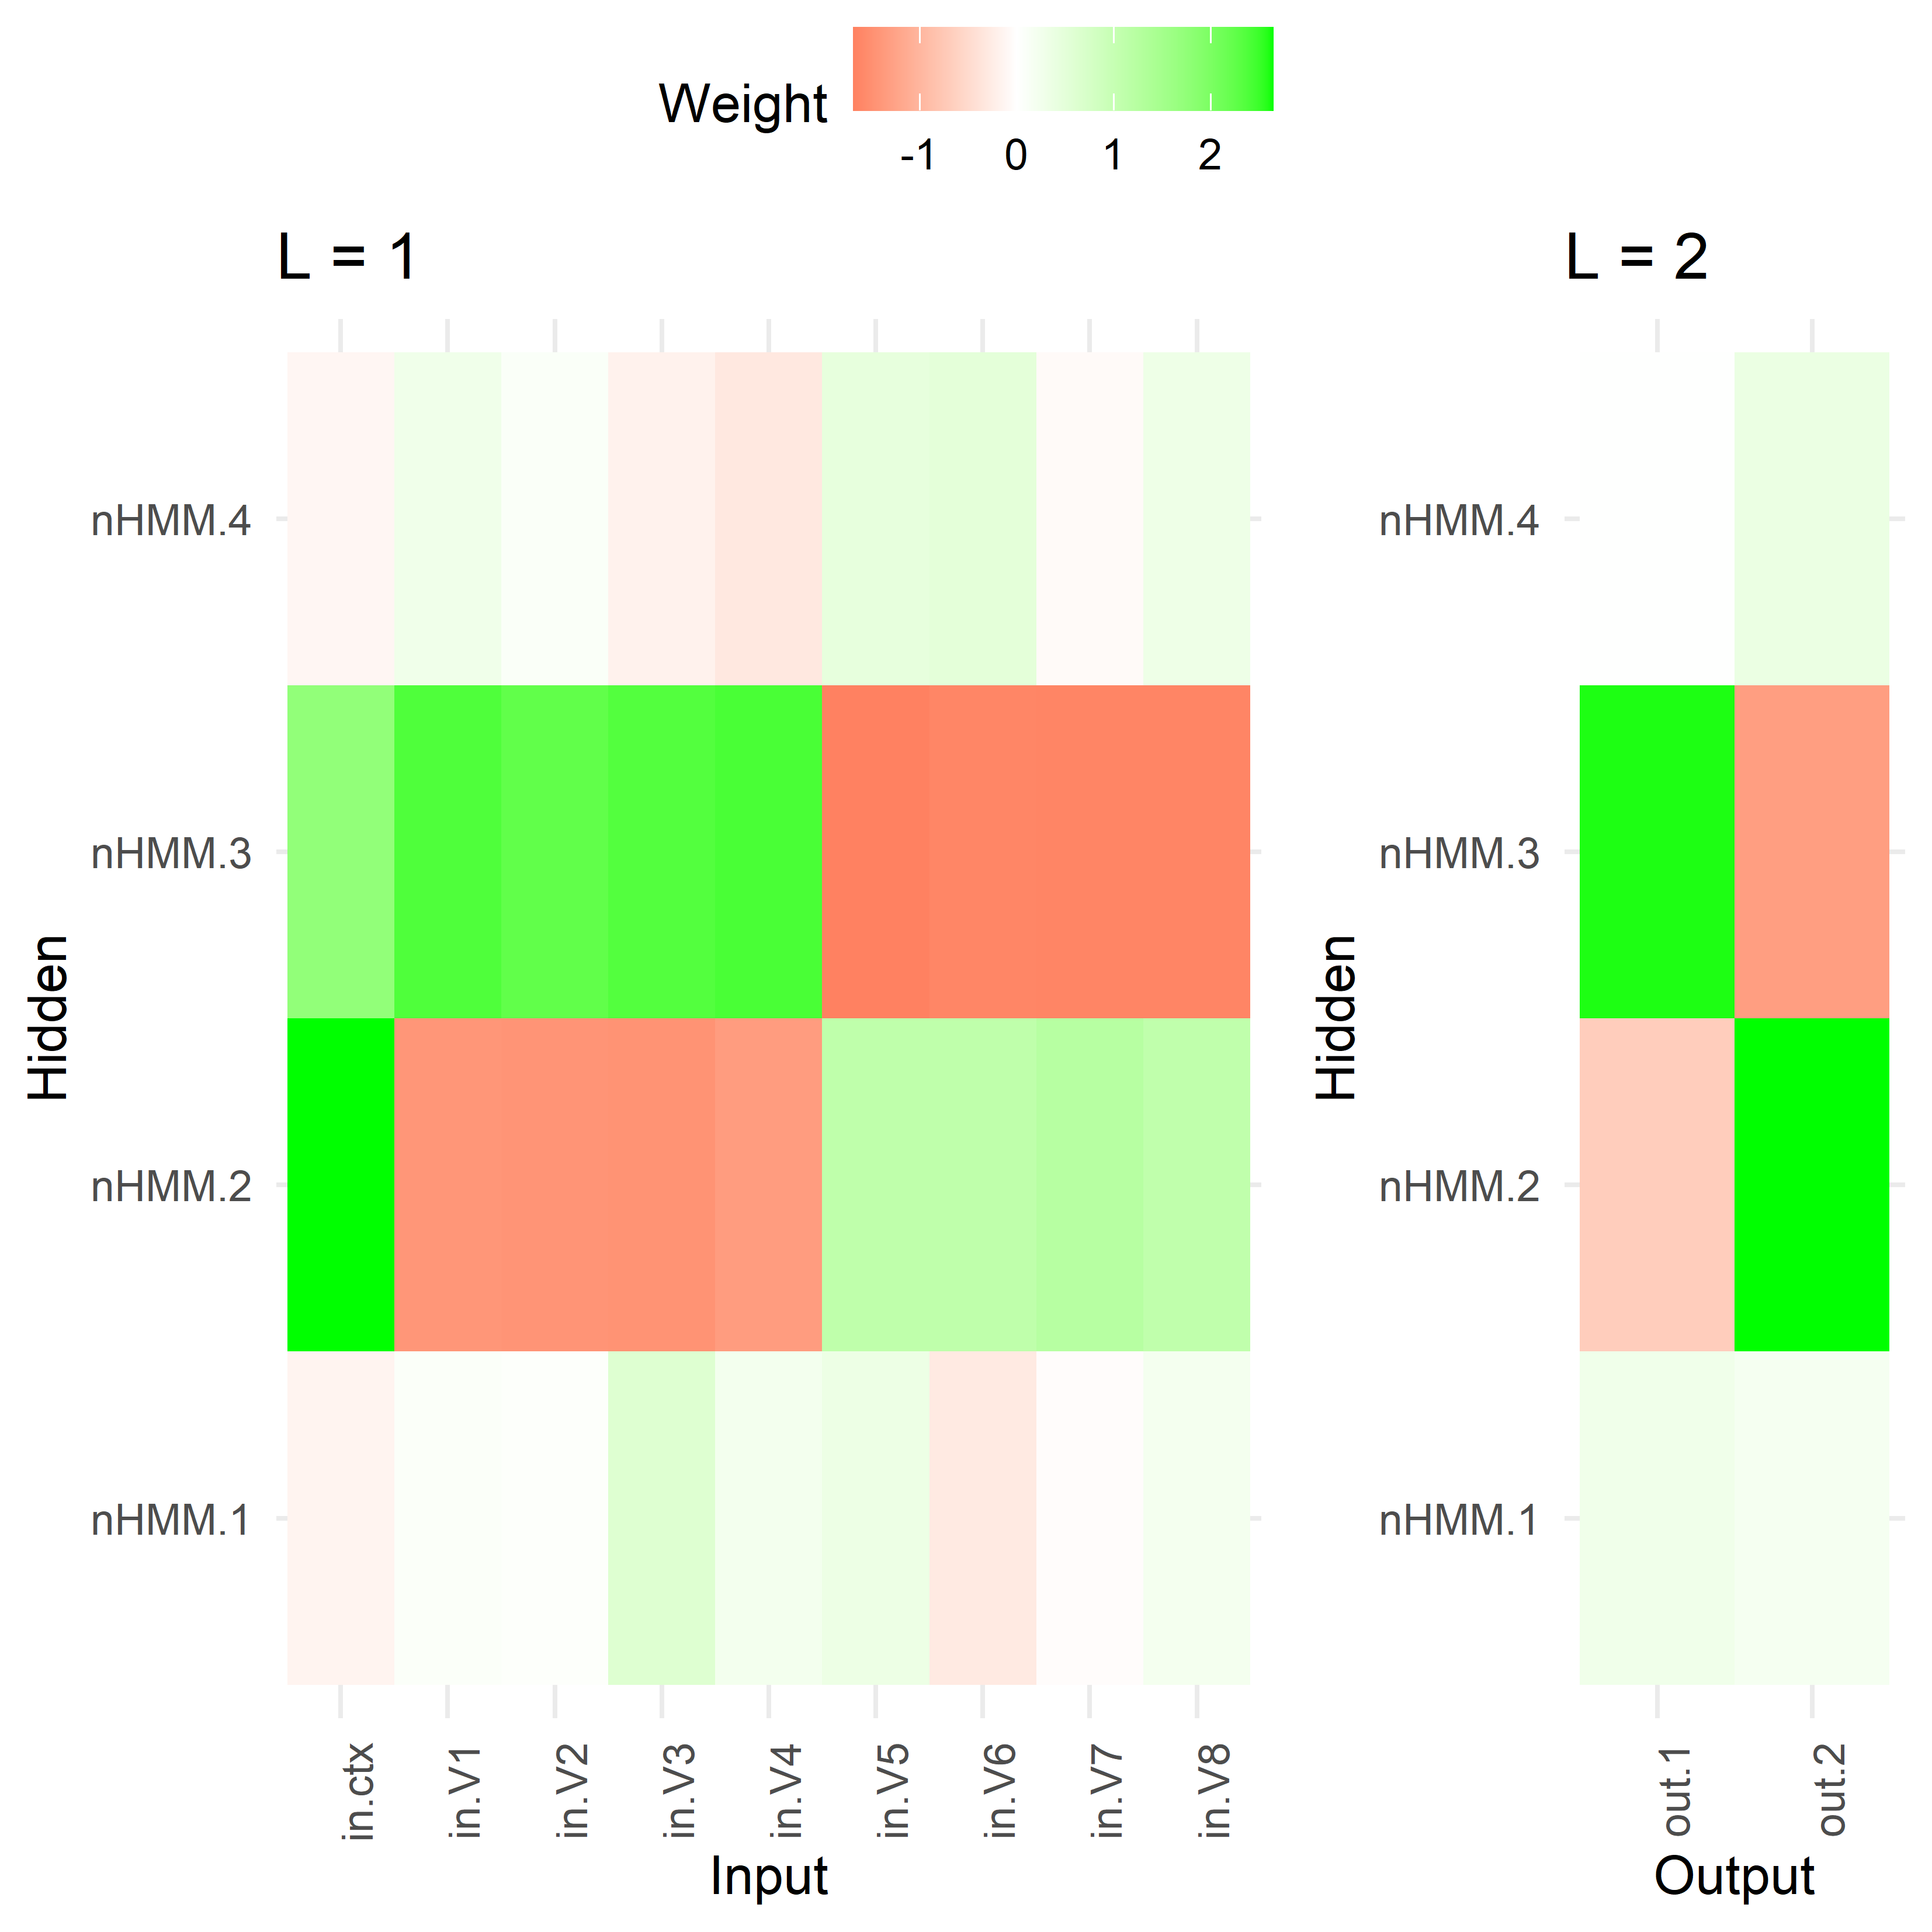 Weight
-1 0 1 2
L = 1
L = 2
nHMM.4
nHMM.3
nHMM.2
nHMM.1
Hidden
in.ctx
in.V1
in.V2
in.V3
in.V4
in.V5
in.V6
in.V7
in.V8
Input
nHMM.4
nHMM.3
nHMM.2
nHMM.1
Hidden
out.1
out.2
Output